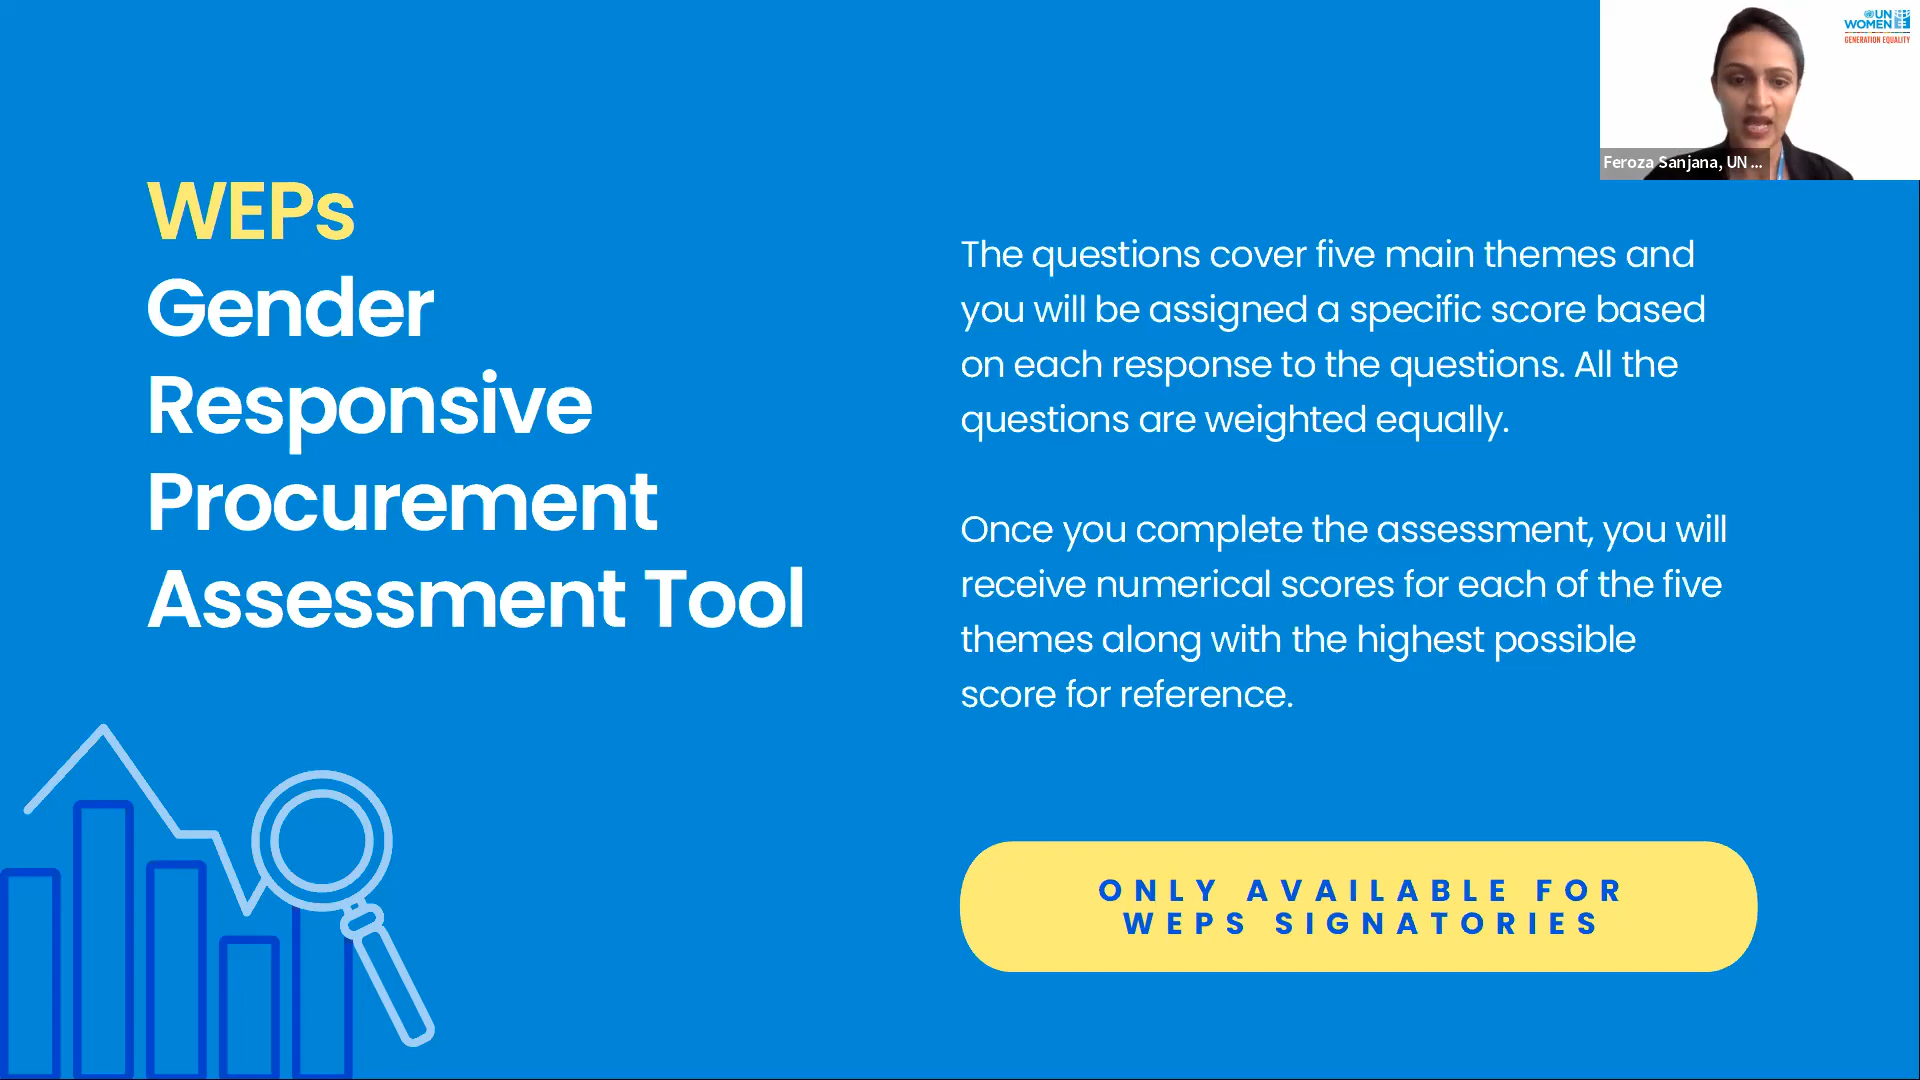 WEPs
Gender
Responsive
Procurement
Assessment Tool
The questions cover five main themes and
you will be assigned a specific score based
on each response to the questions. All the
questions are weighted equally.
Once you complete the assessment, you will
receive numerical scores for each of the five
themes along with the highest possible
score for reference.
ONLY AVAILABLE FOR
WEPS SIGNATORIES
UN
WOMEN
GENERATION EQUALITY
Feroza Sanjana, UN ...